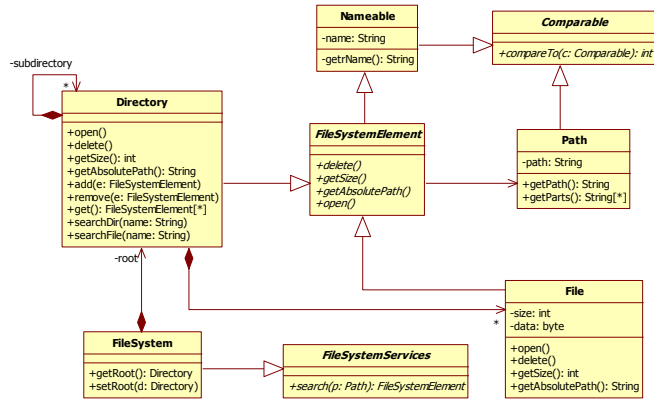 Nameable
-name: String
-getrName(): String
Comparable
+compareTo(c: Comparable): int
-subdirectory
*
Directory
+open()
+delete()
+getSize(): int
+getAbsolutePath(): String
+add(e: FileSystemElement)
+remove(e: FileSystemElement)
+get(): FileSystemElement[*]
+searchDir(name: String)
+searchFile(name: String)
FileSystemElement
+delete()
+getSize()
+getAbsolutePath()
+open()
Path
-path: String
+getPath(): String
+getParts(): String[*]
-root
*
File
-size: int
-data: byte
+open()
+delete()
+getSize(): int
+getAbsolutePath(): String
FileSystem
+getRoot(): Directory
+setRoot(d: Directory)
FileSystemServices
+search(p: Path): FileSystemElement